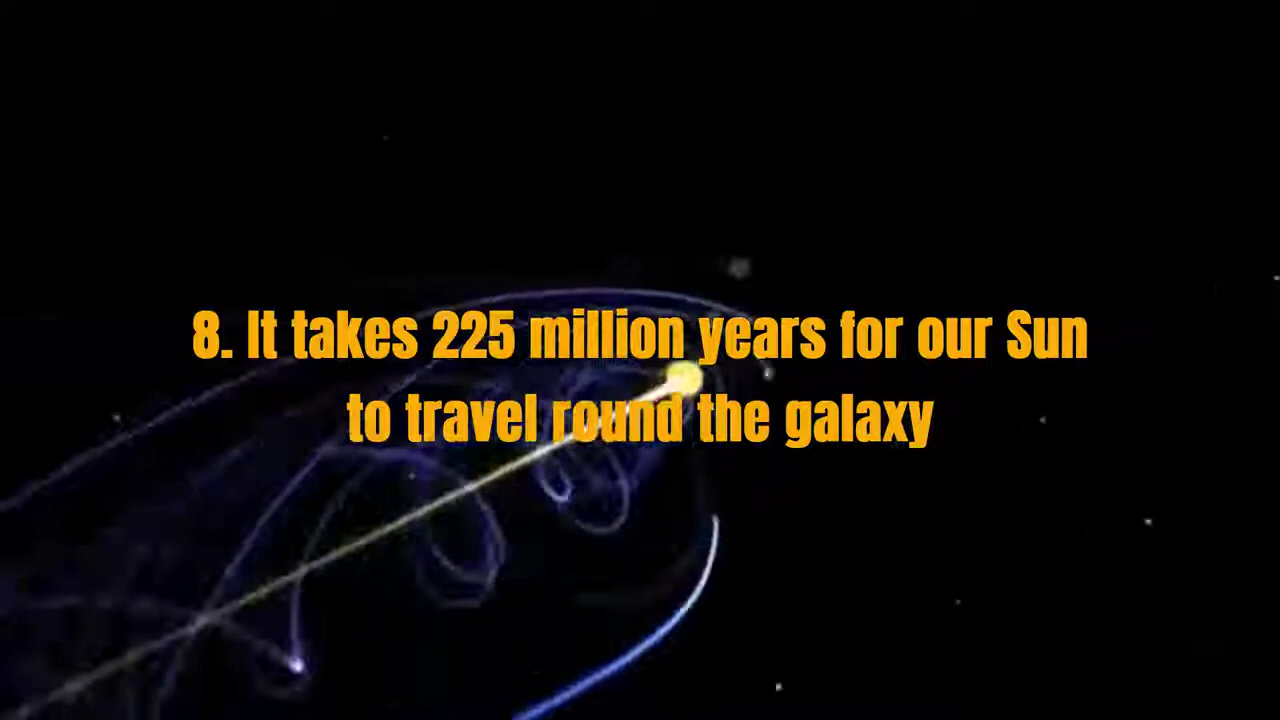 8. It takes 225 million years for our Sun
to travel round the galaxy